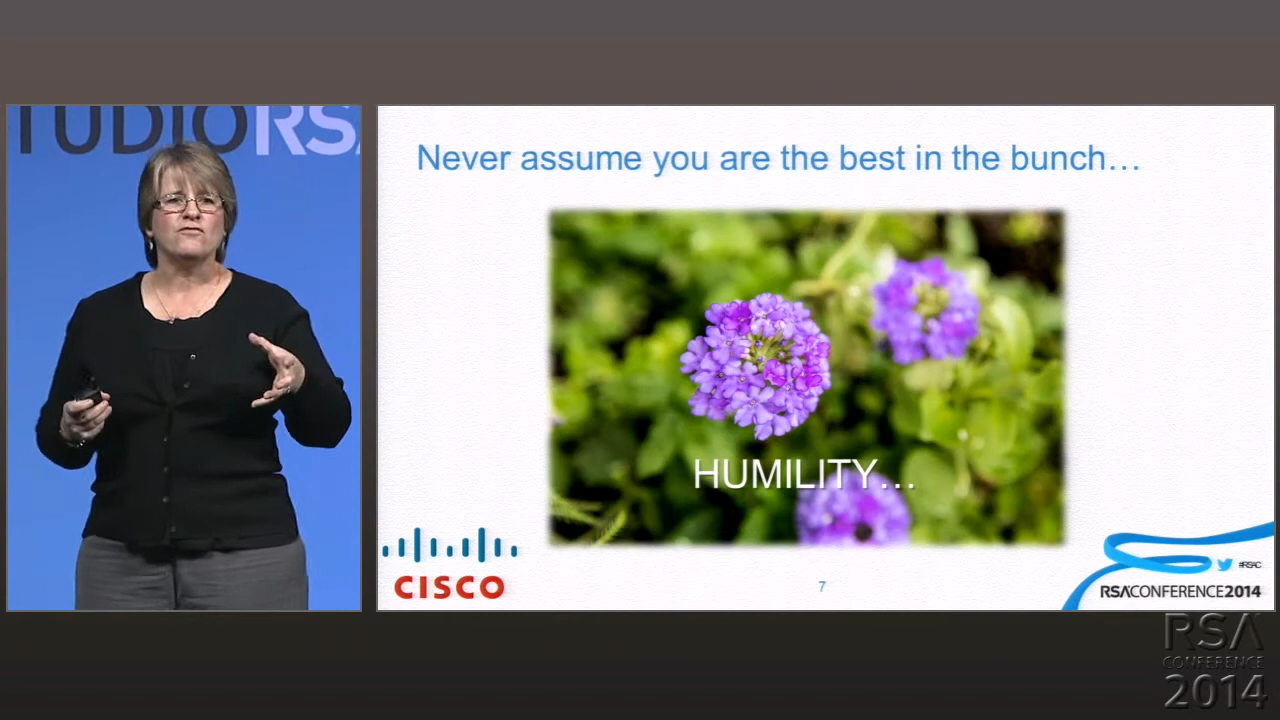 TUDIORSA
Never assume you are the best in the bunch…
HUMILITY…
CISCO
7
#RSAC
RSACONFERENCE2014
RSA
CONFERENCE
2014